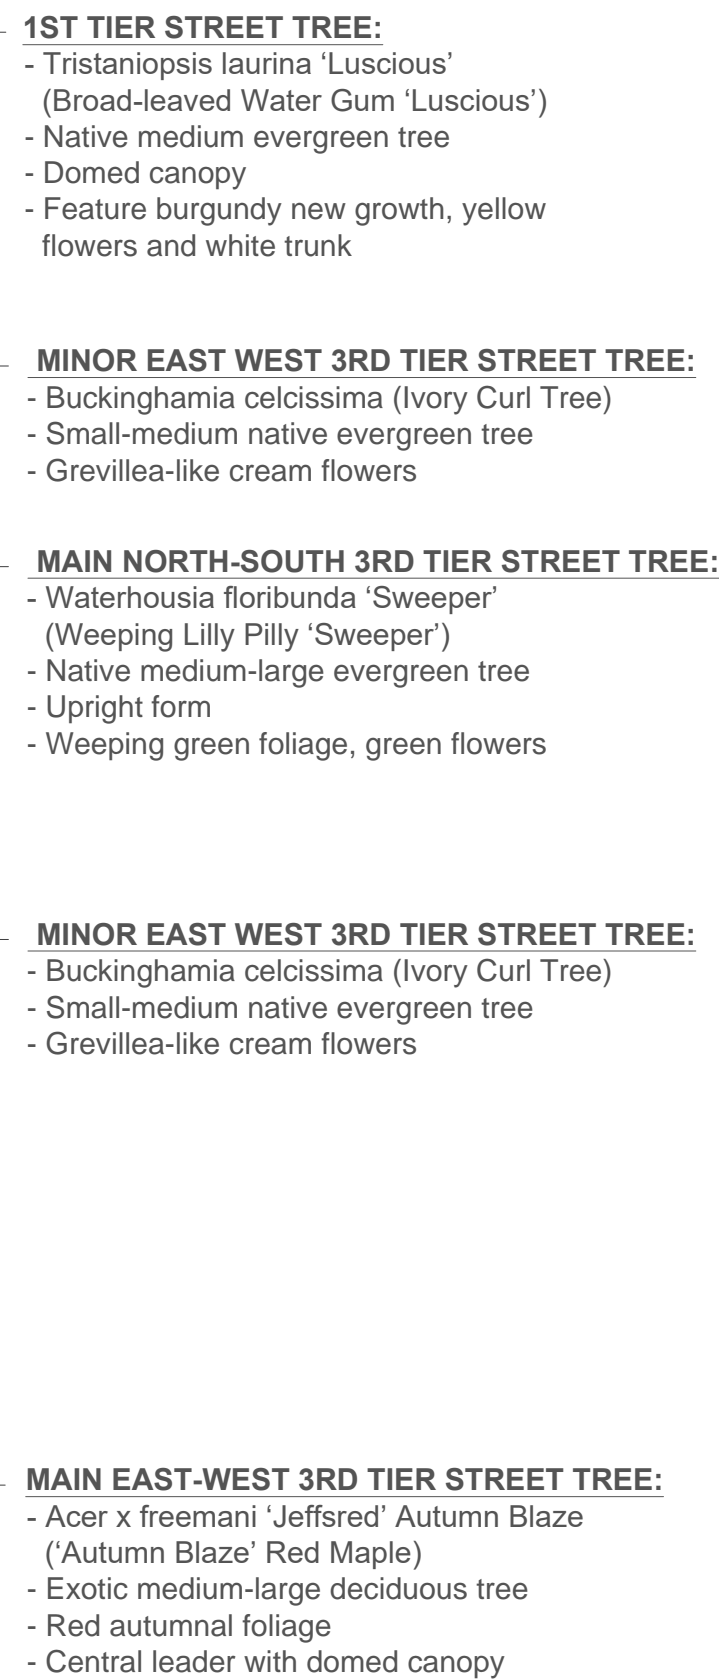 1ST TIER STREET TREE:
- Tristaniopsis laurina ‘Luscious’
(Broad-leaved Water Gum ‘Luscious’)
- Native medium evergreen tree
- Domed canopy
- Feature burgundy new growth, yellow
flowers and white trunk
MINOR EAST WEST 3RD TIER STREET TREE:
- Buckinghamia celcissima (Ivory Curl Tree)
- Small-medium native evergreen tree
- Grevillea-like cream flowers
MAIN NORTH-SOUTH 3RD TIER STREET TREE:
- Waterhousia floribunda ‘Sweeper’
(Weeping Lilly Pilly ‘Sweeper’)
- Native medium-large evergreen tree
- Upright form
- Weeping green foliage, green flowers
MINOR EAST WEST 3RD TIER STREET TREE:
- Buckinghamia celcissima (Ivory Curl Tree)
- Small-medium native evergreen tree
- Grevillea-like cream flowers
MAIN EAST-WEST 3RD TIER STREET TREE:
- Acer x freemani ‘Jeffsred’ Autumn Blaze
(‘Autumn Blaze’ Red Maple)
- Exotic medium-large deciduous tree
- Red autumnal foliage
- Central leader with domed canopy